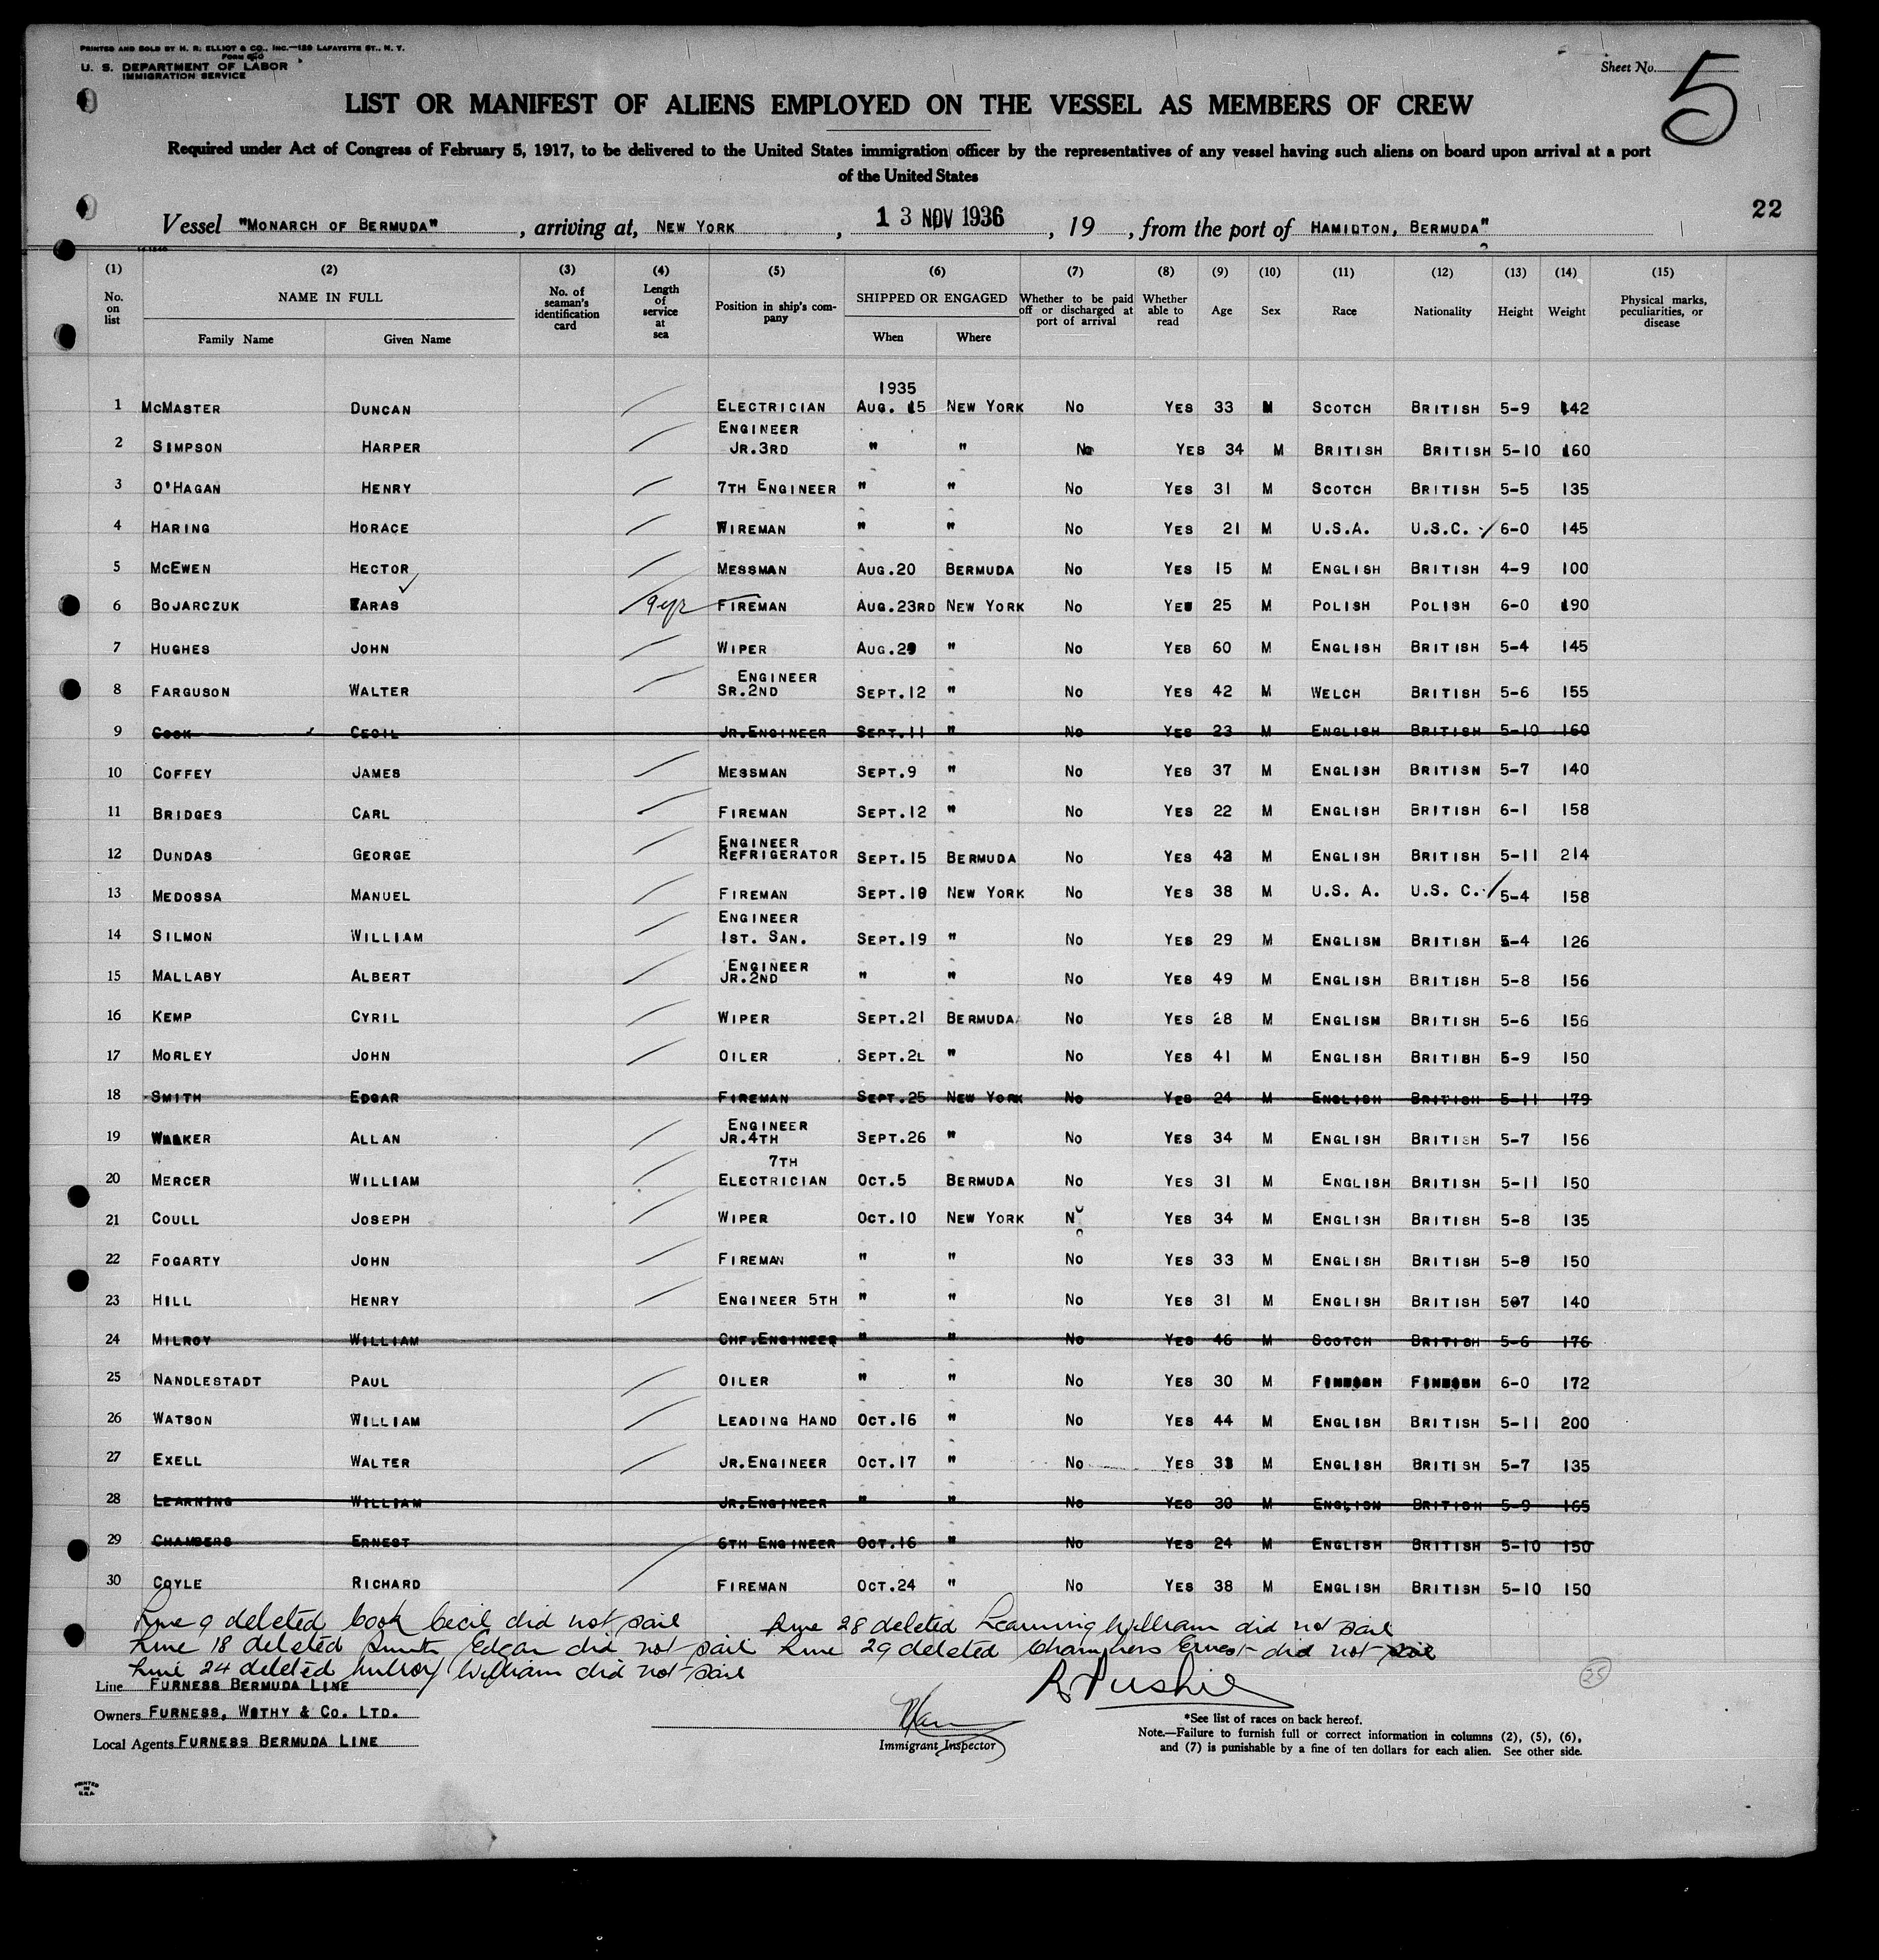 PRINTED AND SOLD BY H. R. ELLIOT & CO., INC.—129 LAFAYETTE ST., N. Y.
U. S. DEPARTMENT OF LABOR
IMMIGRATION SERVICE
Sheet No. 5
LIST OR MANIFEST OF ALIENS EMPLOYED ON THE VESSEL AS MEMBERS OF CREW
Required under Act of Congress of February 5, 1917, to be delivered to the United States immigration officer by the representatives of any vessel having such aliens on board upon arrival at a port
of the United States
22
Vessel "MONARCH OF BERMUDA", arriving at, NEW YORK, 13 NOV 1936, 19, from the port of HAMILTON, BERMUDA"
(1) (2) (3) (4) (5) (6) (7) (8) (9) (10) (11) (12) (13) (14) (15)
No. on list NAME IN FULL Family Name Given Name No. of seaman's identification card Length of service at sea Position in ship's company SHIPPED OR ENGAGED When Where Whether to be paid off or discharged at port of arrival Whether able to read Age Sex Race Nationality Height Weight Physical marks, peculiarities, or disease
1935
1 MCMASTER DUNCAN ELECTRICIAN AUG. 15 NEW YORK NO YES 33 M SCOTCH BRITISH 5-9 142
2 SIMPSON HARPER ENGINEER JR.3RD " " NO YES 34 M BRITISH BRITISH 5-10 160
3 O'HAGAN HENRY 7TH ENGINEER " " NO YES 31 M SCOTCH BRITISH 5-5 135
4 HARING HORACE WIREMAN " " NO YES 21 M U.S.A. U.S.C. 6-0 145
5 MCEWEN HECTOR MESSMAN AUG.20 BERMUDA NO YES 15 M ENGLISH BRITISH 4-9 100
6 BOJARCZUK 9yr FIREMAN AUG.23RD NEW YORK NO YES 25 M POLISH POLISH 6-0 190
7 HUGHES JOHN WIPER AUG.29 " NO YES 60 M ENGLISH BRITISH 5-4 145
8 FARGUSON WALTER ENGINEER SR.2ND SEPT.12 " NO YES 42 M WELCH BRITISH 5-6 155
9 COOK CECIL JR.ENGINEER SEPT.11 " NO YES 23 M ENGLISH BRITISH 5-10 160
10 COFFEY JAMES MESSMAN SEPT.9 " NO YES 37 M ENGLISH BRITISN 5-7 140
11 BRIDGES CARL FIREMAN SEPT.12 " NO YES 22 M ENGLISH BRITISH 6-1 158
12 DUNDAS GEORGE ENGINEER REFRIGERATOR SEPT.15 BERMUDA NO YES 43 M ENGLISH BRITISH 5-11 214
13 MEDOSSA MANUEL FIREMAN SEPT.18 NEW YORK NO YES 38 M U.S. A. U.S. C. 5-4 158
14 SILMON WILLIAM ENGINEER 1ST. SAN. SEPT.19 " NO YES 29 M ENGLISN BRITISH 5-4 126
15 MALLABY ALBERT ENGINEER JR.2ND " " NO YES 49 M ENGLISH BRITISH 5-8 156
16 KEMP CYRIL WIPER SEPT.21 BERMUDA NO YES 28 M ENGLISN BRITISH 5-6 156
17 MORLEY JOHN OILER SEPT.2L " NO YES 41 M ENGLISH BRITISH 5-9 150
18 SMITH EDGAR FIREMAN SEPT.25 NEW YORK NO YES 24 M ENGLISH BRITISH 5-11 179
19 WALKER ALLAN ENGINEER JR.4TH SEPT.26 " NO YES 34 M ENGLISH BRITISH 5-7 156
20 MERCER WILLIAM 7TH ELECTRICIAN OCT.5 BERMUDA NO YES 31 M ENGLISH BRITISH 5-11 150
21 COULL JOSEPH WIPER OCT.10 NEW YORK NO YES 34 M ENGLISH BRITISH 5-8 135
22 FOGARTY JOHN FIREMAN " " NO YES 33 M ENGLISH BRITISH 5-8 150
23 HILL HENRY ENGINEER 5TH " " NO YES 31 M ENGLISH BRITISH 507 140
24 MILROY WILLIAM CHF.ENGINEER " " NO YES 46 M SCOTCH BRITISH 5-6 176
25 NANDLESTADT PAUL OILER " " NO YES 30 M 6-0 172
26 WATSON WILLIAM LEADING HAND OCT.16 " NO YES 44 M ENGLISH BRITISH 5-11 200
27 EXELL WALTER JR.ENGINEER OCT.17 " NO YES 33 M ENGLISH BRITISH 5-7 135
28 LEARNING WILLIAM JR.ENGINEER " " NO YES 30 M ENGLISH BRITISH 5-9 165
29 CHAMBERS ERNEST 6TH ENGINEER OCT.16 " NO YES 24 M ENGLISH BRITISH 5-10 150
30 COYLE RICHARD FIREMAN OCT.24 " NO YES 38 M ENGLISH BRITISH 5-10 150
Line 9 deleted Cook Cecil did not sail Line 28 deleted Learning William did not sail
Line 18 deleted Smith Edgar did not sail Line 29 deleted Chambers Ernest did not sail
Line 24 deleted Milroy William did not sail
25
Line FURNESS BERMUDA LINE
Owners FURNESS, WOTHY & CO. LTD.
Local Agents FURNESS BERMUDA LINE
Immigrant Inspector
*See list of races on back hereof.
Note.—Failure to furnish full or correct information in columns (2), (5), (6),
and (7) is punishable by a fine of ten dollars for each alien. See other side.
PRINTED
IN
U.S.A.